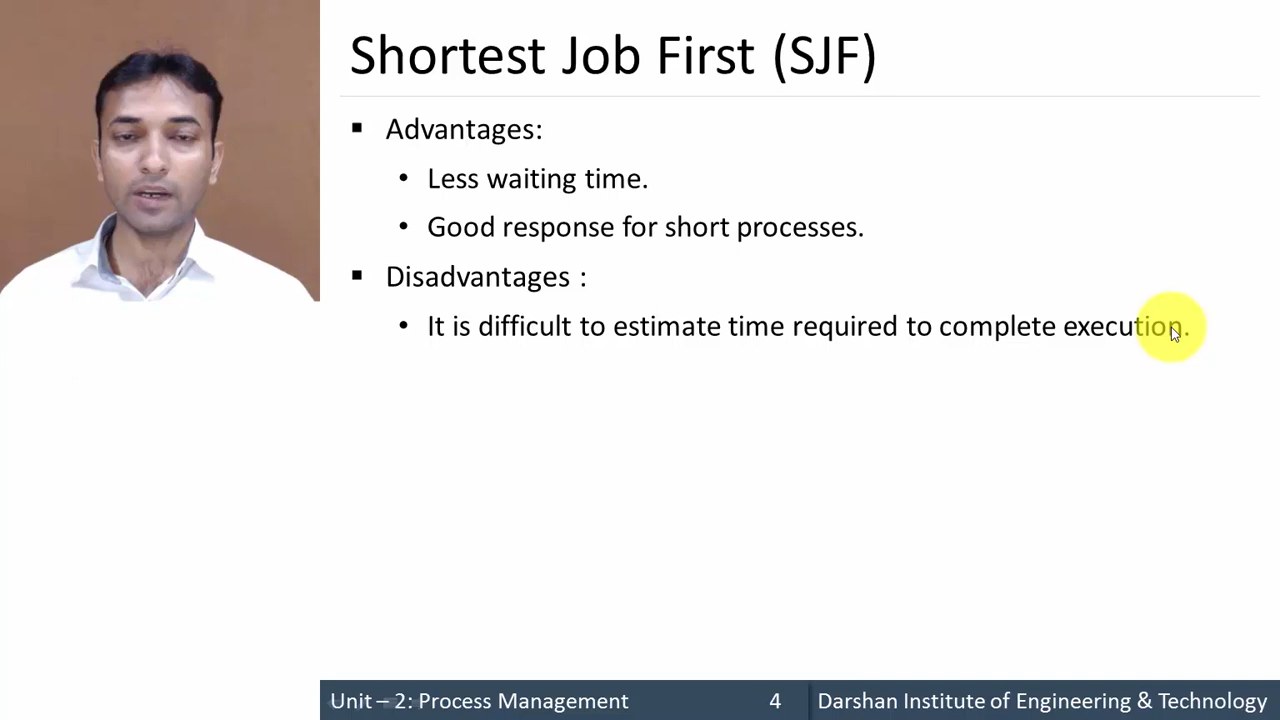 Shortest Job First (SJF)
Advantages:
Less waiting time.
Good response for short processes.
Disadvantages :
It is difficult to estimate time required to complete execution.
Unit – 2: Process Management 4 Darshan Institute of Engineering & Technology